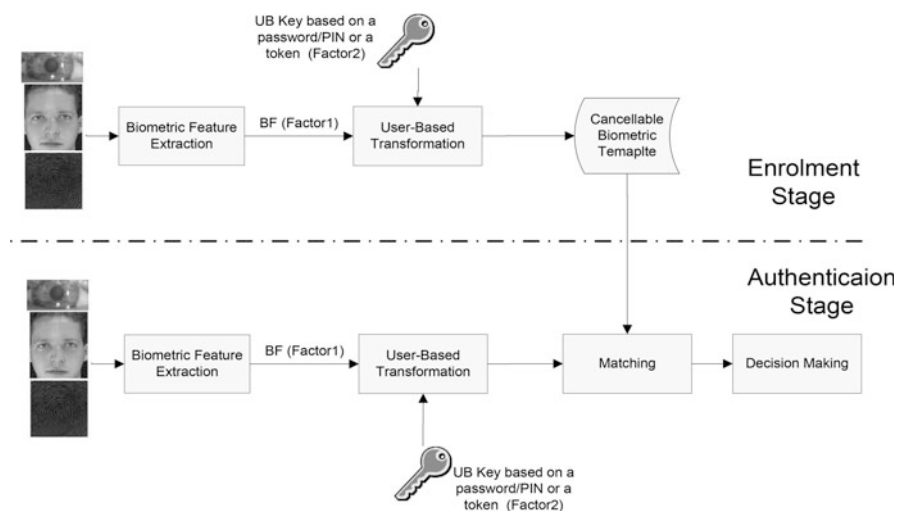 UB Key based on a
password/PIN or a
token (Factor2)
Biometric Feature
Extraction
BF (Factor1)
User-Based
Transformation
Cancellable
Biometric
Temaplte
Enrolment
Stage
Authenticaion
Stage
Biometric Feature
Extraction
BF (Factor1)
User-Based
Transformation
Matching
Decision Making
UB Key based on a
password/PIN or a
token (Factor2)